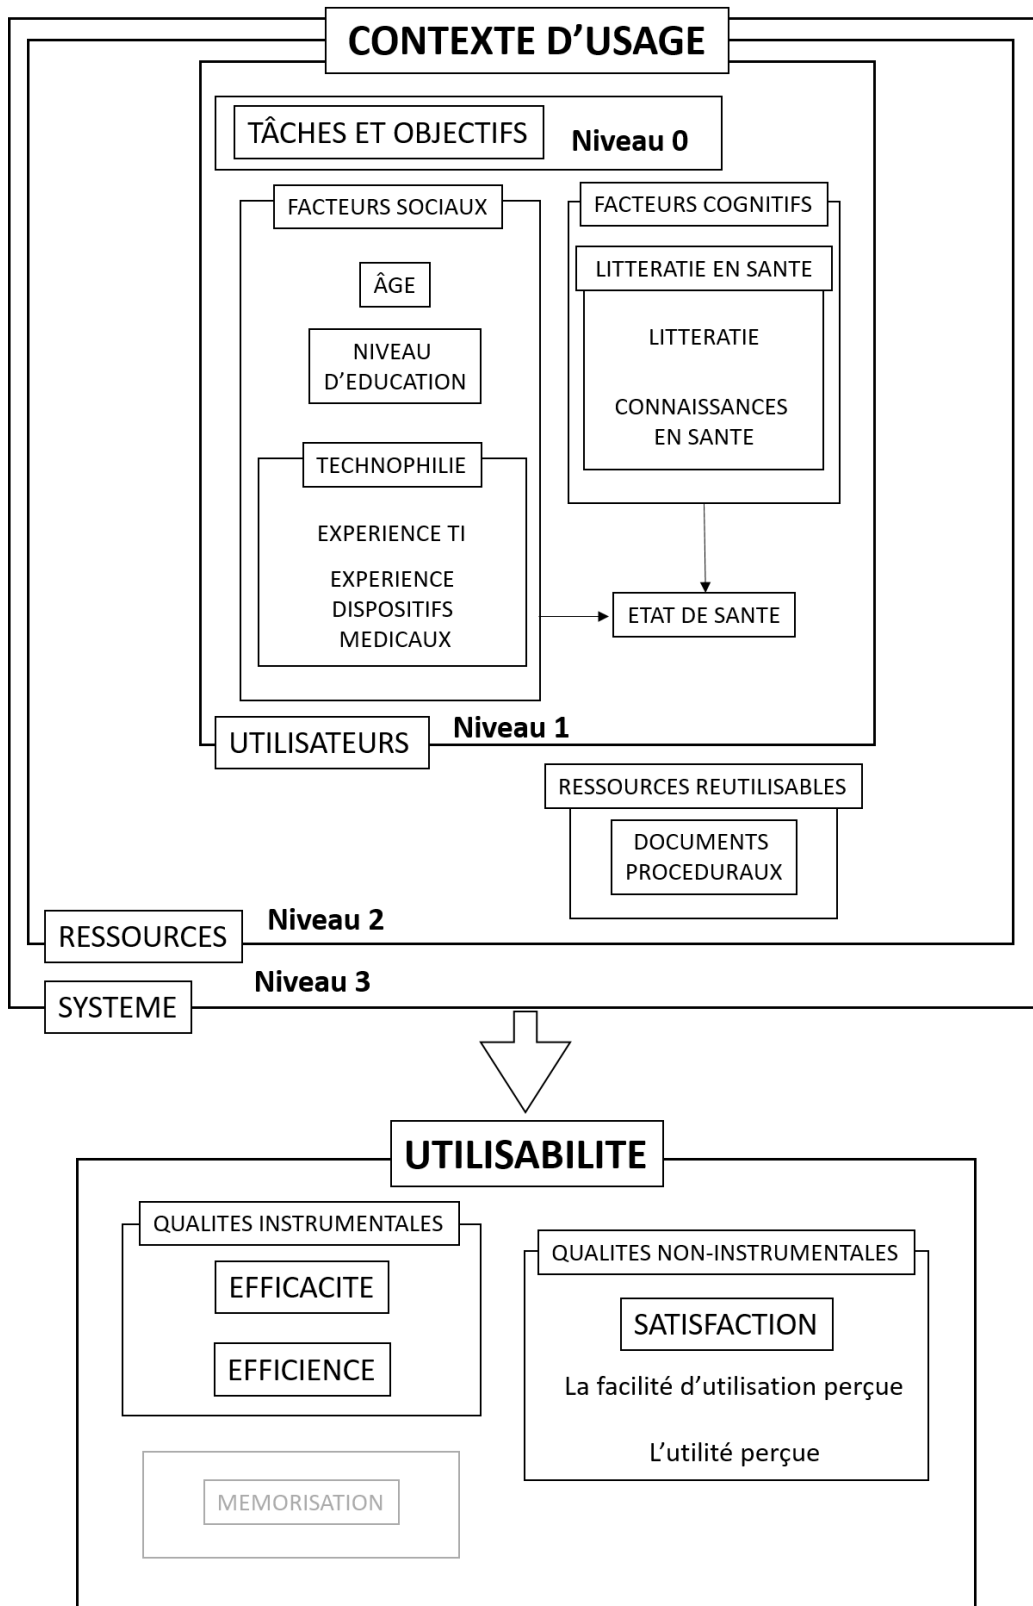 CONTEXTE D'USAGE
TÂCHES ET OBJECTIFS
Niveau 0
FACTEURS SOCIAUX
ÂGE
NIVEAU
D'EDUCATION
TECHNOPHILIE
EXPERIENCE TI
EXPERIENCE
DISPOSITIFS
MEDICAUX
FACTEURS COGNITIFS
LITTERATIE EN SANTE
LITTERATIE
CONNAISSANCES
EN SANTE
ETAT DE SANTE
UTILISATEURS
Niveau 1
RESSOURCES REUTILISABLES
DOCUMENTS
PROCEDURAUX
RESSOURCES
Niveau 2
SYSTEME
Niveau 3
UTILISABILITE
QUALITES INSTRUMENTALES
EFFICACITE
EFFICIENCE
MEMORISATION
QUALITES NON-INSTRUMENTALES
SATISFACTION
La facilité d'utilisation perçue
L'utilité perçue